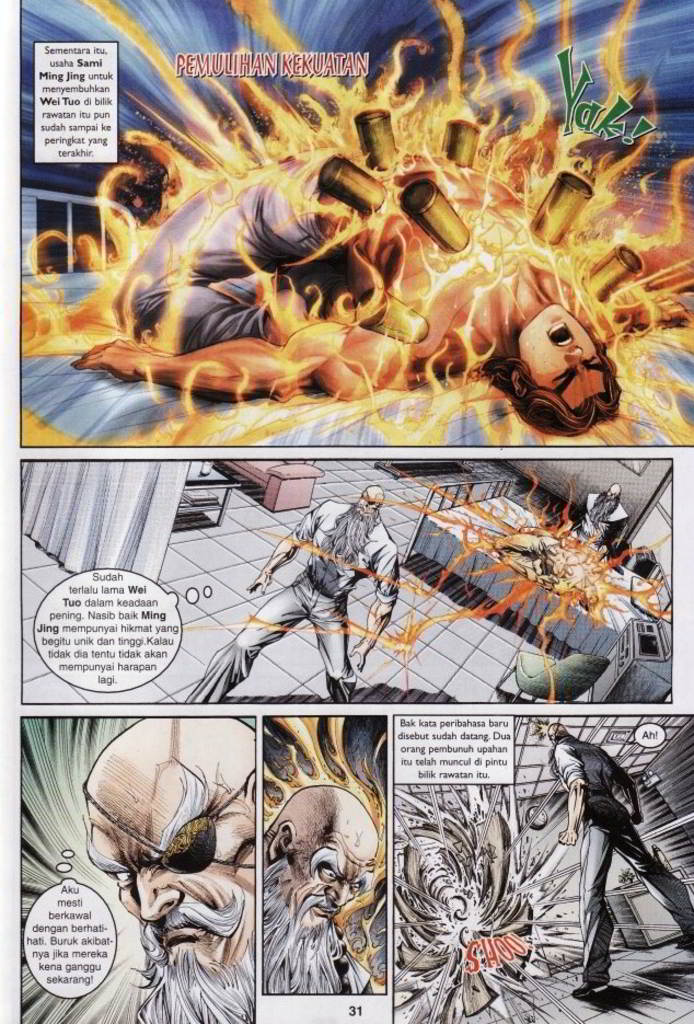 Sementara itu,
usaha Sami
Ming Jing untuk
menyembuhkan
Wei Tuo di bilik
rawatan itu pun
sudah sampai ke
peringkat yang
terakhir.
PEMULIHAN KEKUATAN
Yak!
Sudah
terlalu lama Wei
Tuo dalam keadaan
pening. Nasib baik Ming
Jing mempunyai hikmat yang
begitu unik dan tinggi.Kalau
tidak dia tentu tidak akan
mempunyai harapan
lagi.
Aku
mesti
berkawal
dengan berhati-
hati. Buruk akibat-
nya jika mereka
kena ganggu
sekarang!
Bak kata peribahasa baru
disebut sudah datang. Dua
orang pembunuh upahan
itu telah muncul di pintu
bilik rawatan itu.
Ah!
SHOO
31